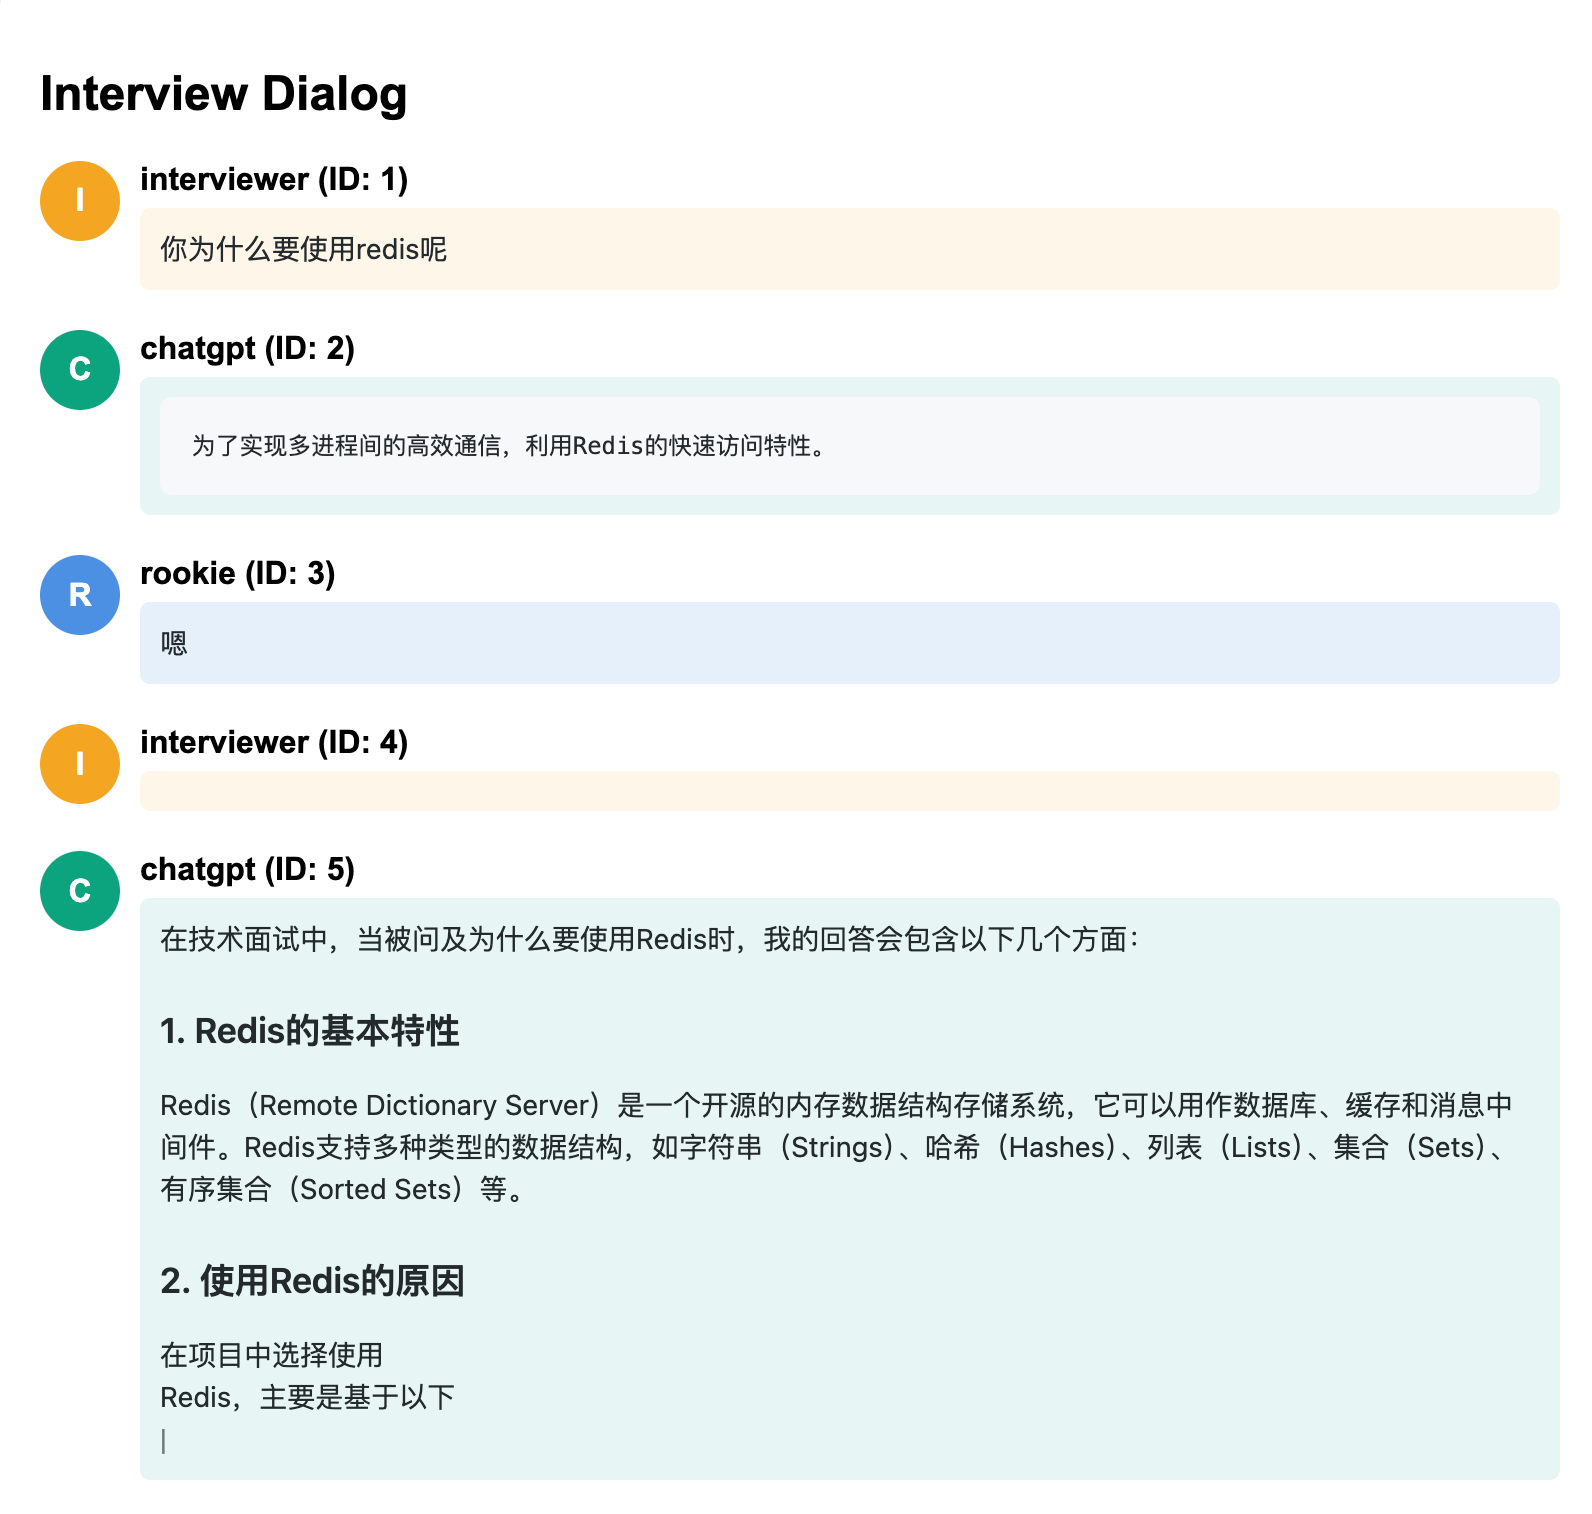 Interview Dialog
I
interviewer (ID: 1)
你为什么要使用redis呢
C
chatgpt (ID: 2)
为了实现多进程间的高效通信，利用Redis的快速访问特性。
R
rookie (ID: 3)
嗯
I
interviewer (ID: 4)
C
chatgpt (ID: 5)
在技术面试中，当被问及为什么要使用Redis时，我的回答会包含以下几个方面：
1. Redis的基本特性
Redis（Remote Dictionary Server）是一个开源的内存数据结构存储系统，它可以用作数据库、缓存和消息中
间件。Redis支持多种类型的数据结构，如字符串（Strings）、哈希（Hashes）、列表（Lists）、集合（Sets）、
有序集合（Sorted Sets）等。
2. 使用Redis的原因
在项目中选择使用
Redis，主要是基于以下
|